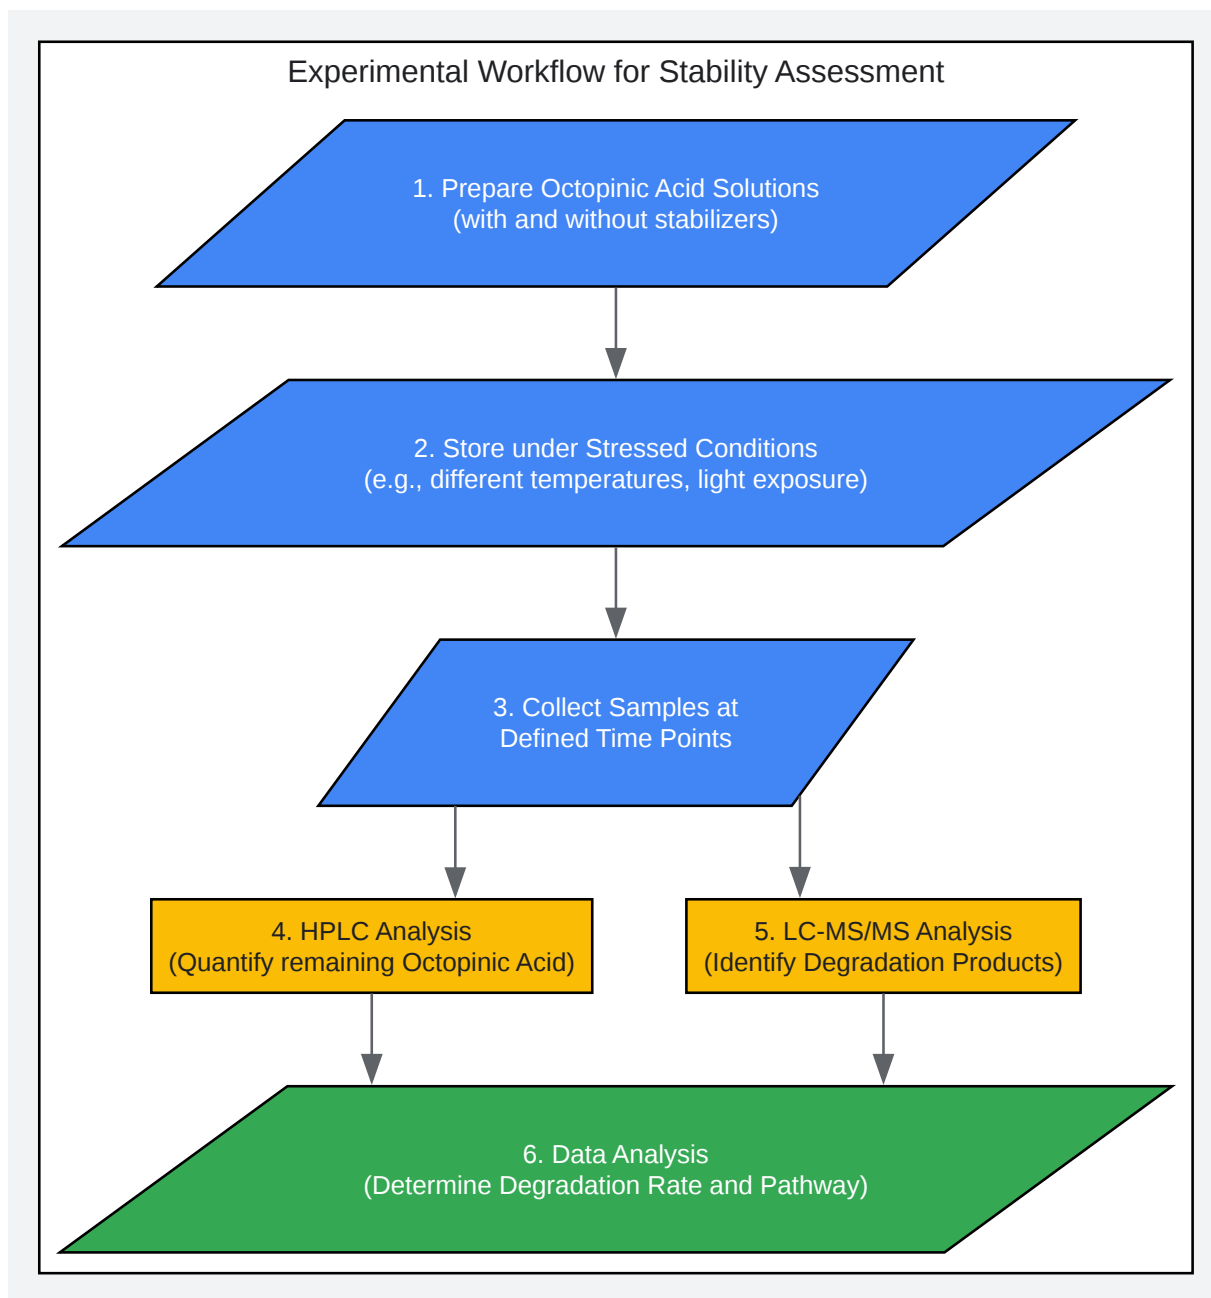 Experimental Workflow for Stability Assessment
1. Prepare Octopinic Acid Solutions
(with and without stabilizers)
2. Store under Stressed Conditions
(e.g., different temperatures, light exposure)
3. Collect Samples at
Defined Time Points
4. HPLC Analysis
(Quantify remaining Octopinic Acid)
5. LC-MS/MS Analysis
(Identify Degradation Products)
6. Data Analysis
(Determine Degradation Rate and Pathway)